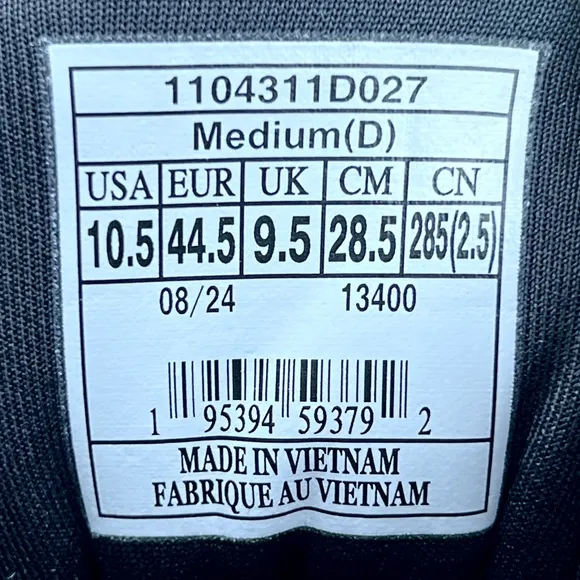 1104311D027
Medium(D)
USA EUR UK CM CN
10.5 44.5 9.5 28.5 285(2.5)
08/24 13400
1 95394 59379 2
MADE IN VIETNAM
FABRIQUE AU VIETNAM